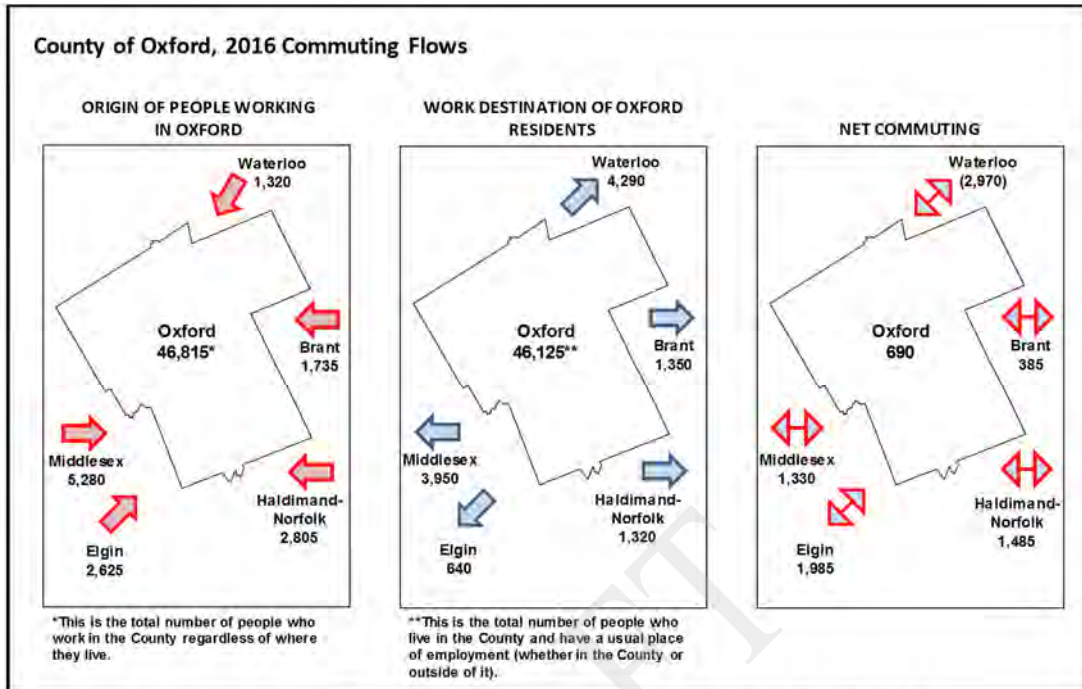 County of Oxford, 2016 Commuting Flows
ORIGIN OF PEOPLE WORKING
IN OXFORD
Waterloo
1,320
Oxford
46,815*
Brant
1,735
Middlesex
5,280
Haldimand-
Norfolk
2,805
Elgin
2,625
*This is the total number of people who
work in the County regardless of where
they live.
WORK DESTINATION OF OXFORD
RESIDENTS
Waterloo
4,290
Oxford
46,125**
Brant
1,350
Middlesex
3,950
Haldimand-
Norfolk
1,320
Elgin
640
**This is the total number of people who
live in the County and have a usual place
of employment (whether in the County or
outside of it).
NET COMMUTING
Waterloo
(2,970)
Oxford
690
Brant
385
Middlesex
1,330
Haldimand-
Norfolk
1,485
Elgin
1,985